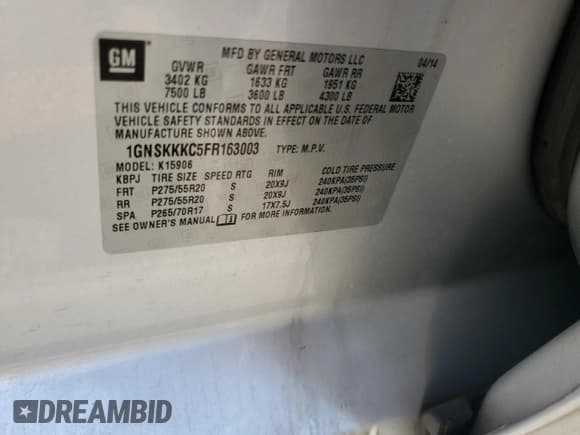 GM
MFD BY GENERAL MOTORS LLC 04/14
GVWR GAWR FRT GAWR RR
3402 KG 1633 KG 1951 KG
7500 LB 3600 LB 4300 LB
THIS VEHICLE CONFORMS TO ALL APPLICABLE U.S. FEDERAL MOTOR
VEHICLE SAFETY STANDARDS IN EFFECT ON THE DATE OF
MANUFACTURE SHOWN ABOVE.
1GNSKKKC5FR163003 TYPE: M.P.V.
MODEL: K15906
KBPJ TIRE SIZE SPEED RTG RIM COLD TIRE PRESSURE
FRT P275/55R20 S 20X9J 240KPA(35PSI)
RR P275/55R20 S 20X9J 240KPA(35PSI)
SPA P265/70R17 S 17X7.5J 240KPA(35PSI)
SEE OWNER'S MANUAL FOR MORE INFORMATION.
DREAMBID